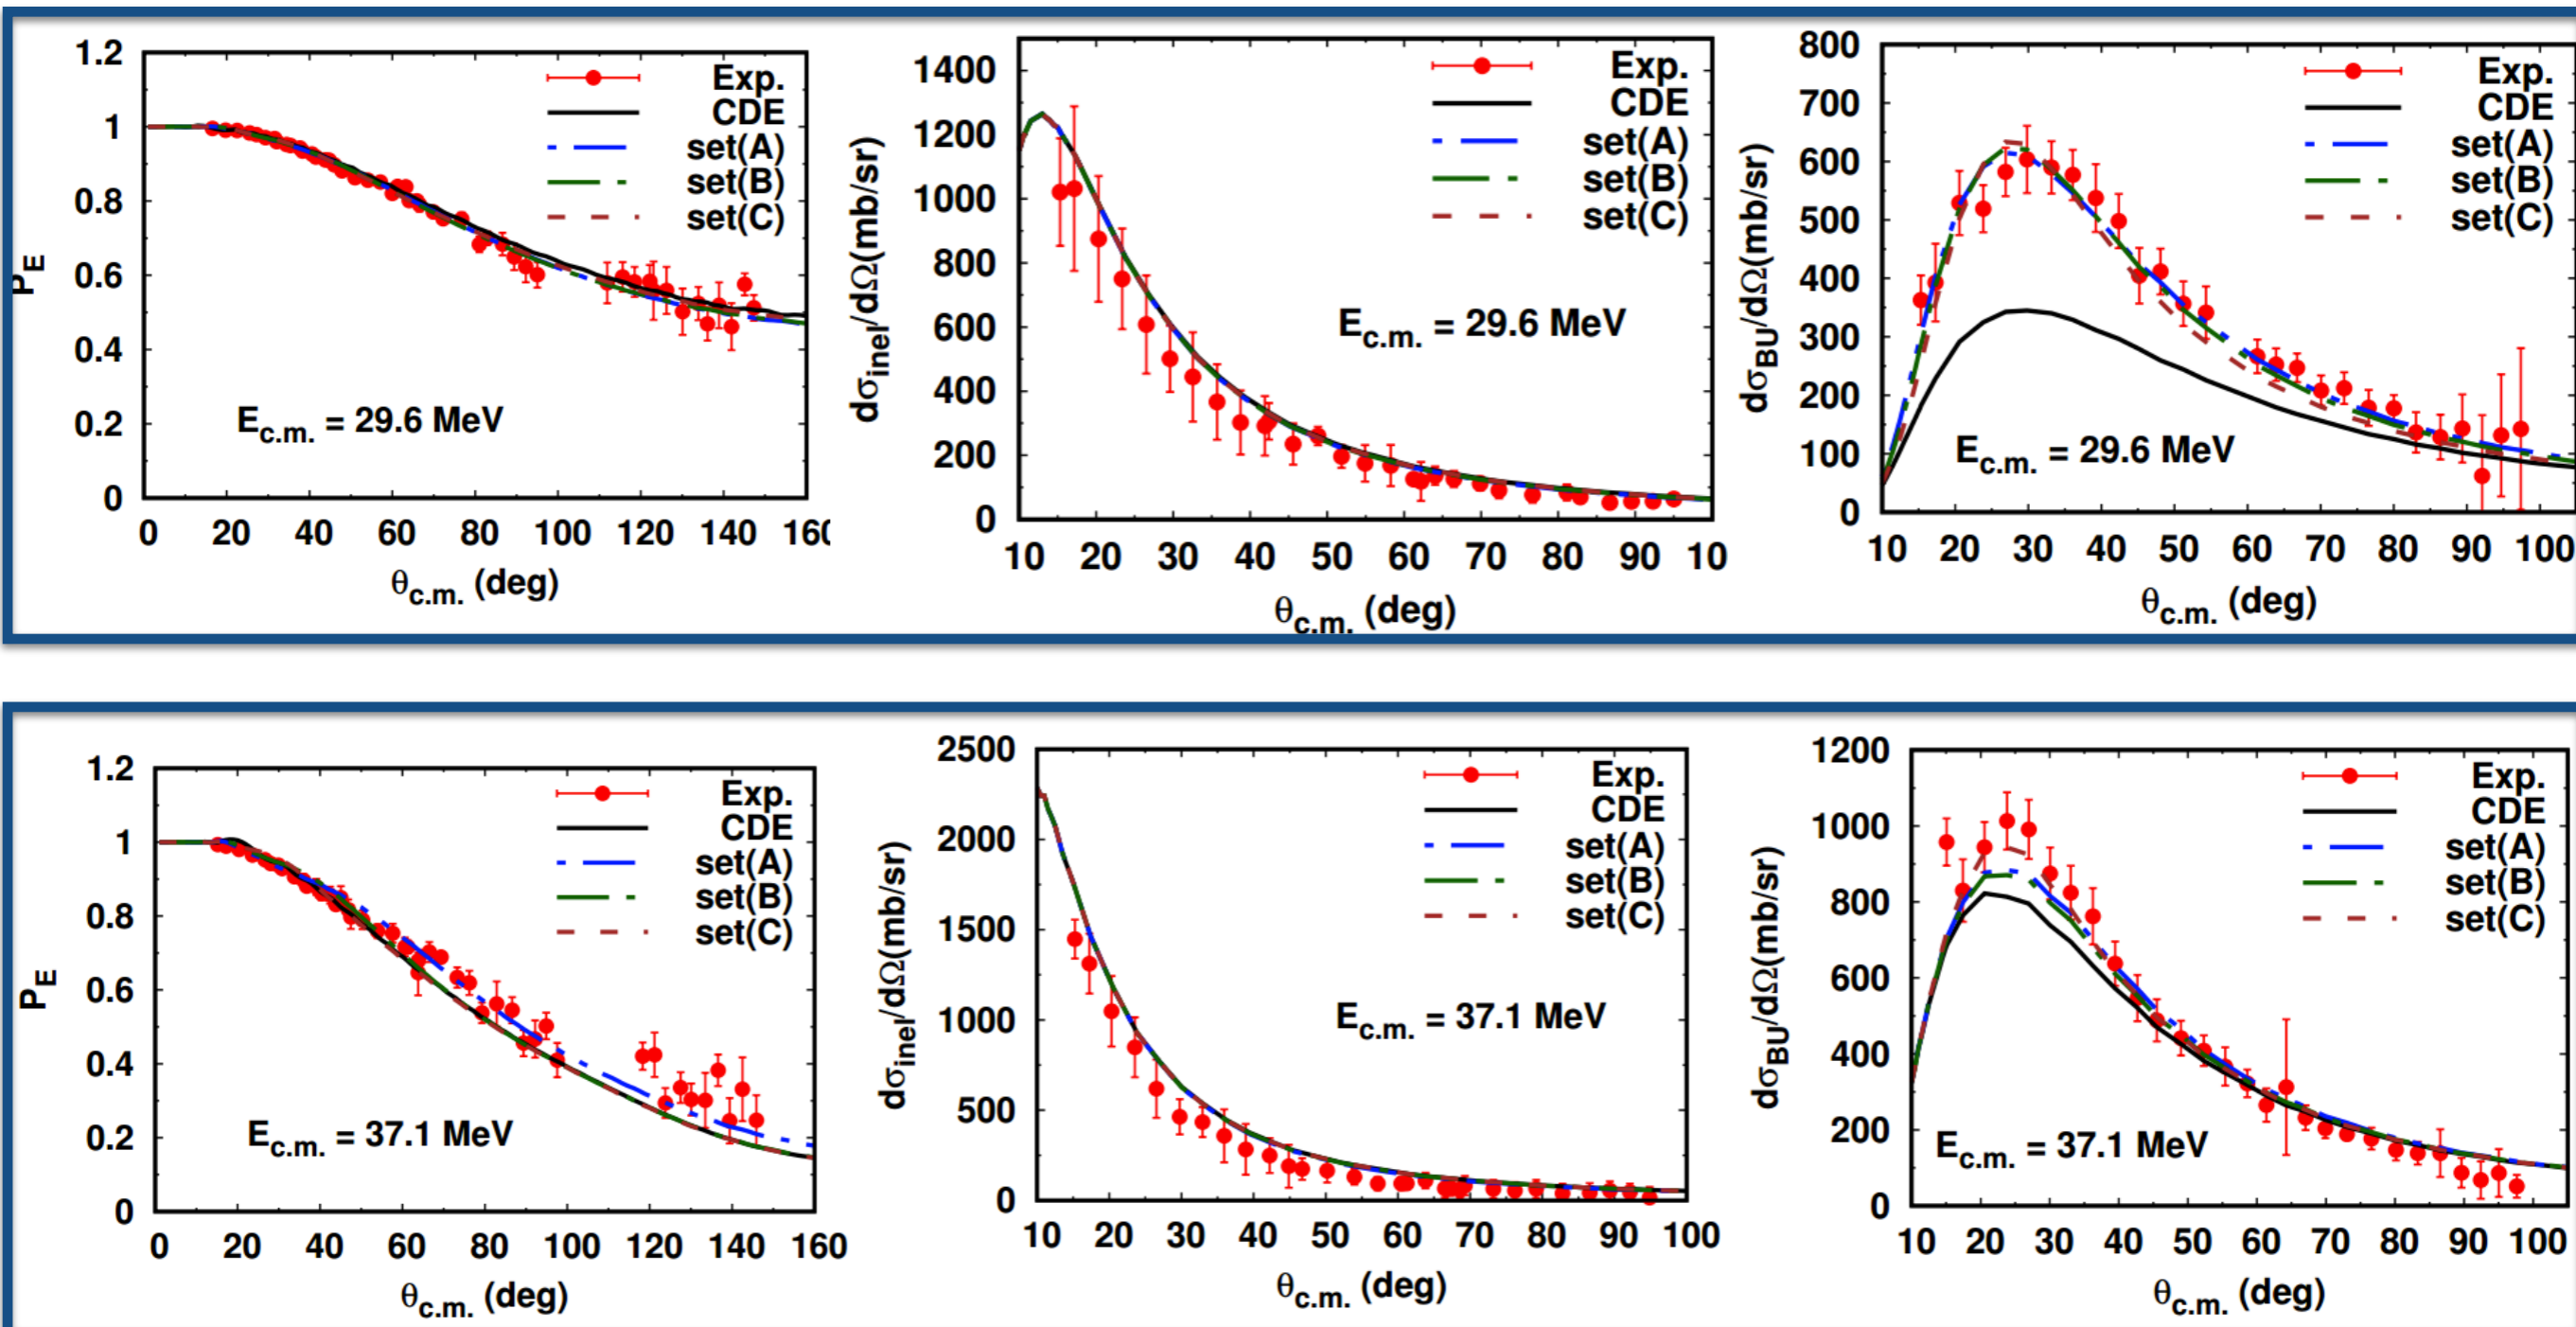 1.2
1
0.8
0.6
0.4
0.2
0
P_E
Exp.
CDE
set(A)
set(B)
set(C)
E_c.m. = 29.6 MeV
0 20 40 60 80 100 120 140 160
θ_c.m. (deg)
1400
1200
1000
800
600
400
200
0
dσ_inel/dΩ(mb/sr)
Exp.
CDE
set(A)
set(B)
set(C)
E_c.m. = 29.6 MeV
10 20 30 40 50 60 70 80 90 10
θ_c.m. (deg)
800
700
600
500
400
300
200
100
0
dσ_BU/dΩ(mb/sr)
Exp.
CDE
set(A)
set(B)
set(C)
E_c.m. = 29.6 MeV
10 20 30 40 50 60 70 80 90 100
θ_c.m. (deg)
1.2
1
0.8
0.6
0.4
0.2
0
P_E
Exp.
CDE
set(A)
set(B)
set(C)
E_c.m. = 37.1 MeV
0 20 40 60 80 100 120 140 160
θ_c.m. (deg)
2500
2000
1500
1000
500
0
dσ_inel/dΩ(mb/sr)
Exp.
CDE
set(A)
set(B)
set(C)
E_c.m. = 37.1 MeV
10 20 30 40 50 60 70 80 90 100
θ_c.m. (deg)
1200
1000
800
600
400
200
0
dσ_BU/dΩ(mb/sr)
Exp.
CDE
set(A)
set(B)
set(C)
E_c.m. = 37.1 MeV
10 20 30 40 50 60 70 80 90 100
θ_c.m. (deg)